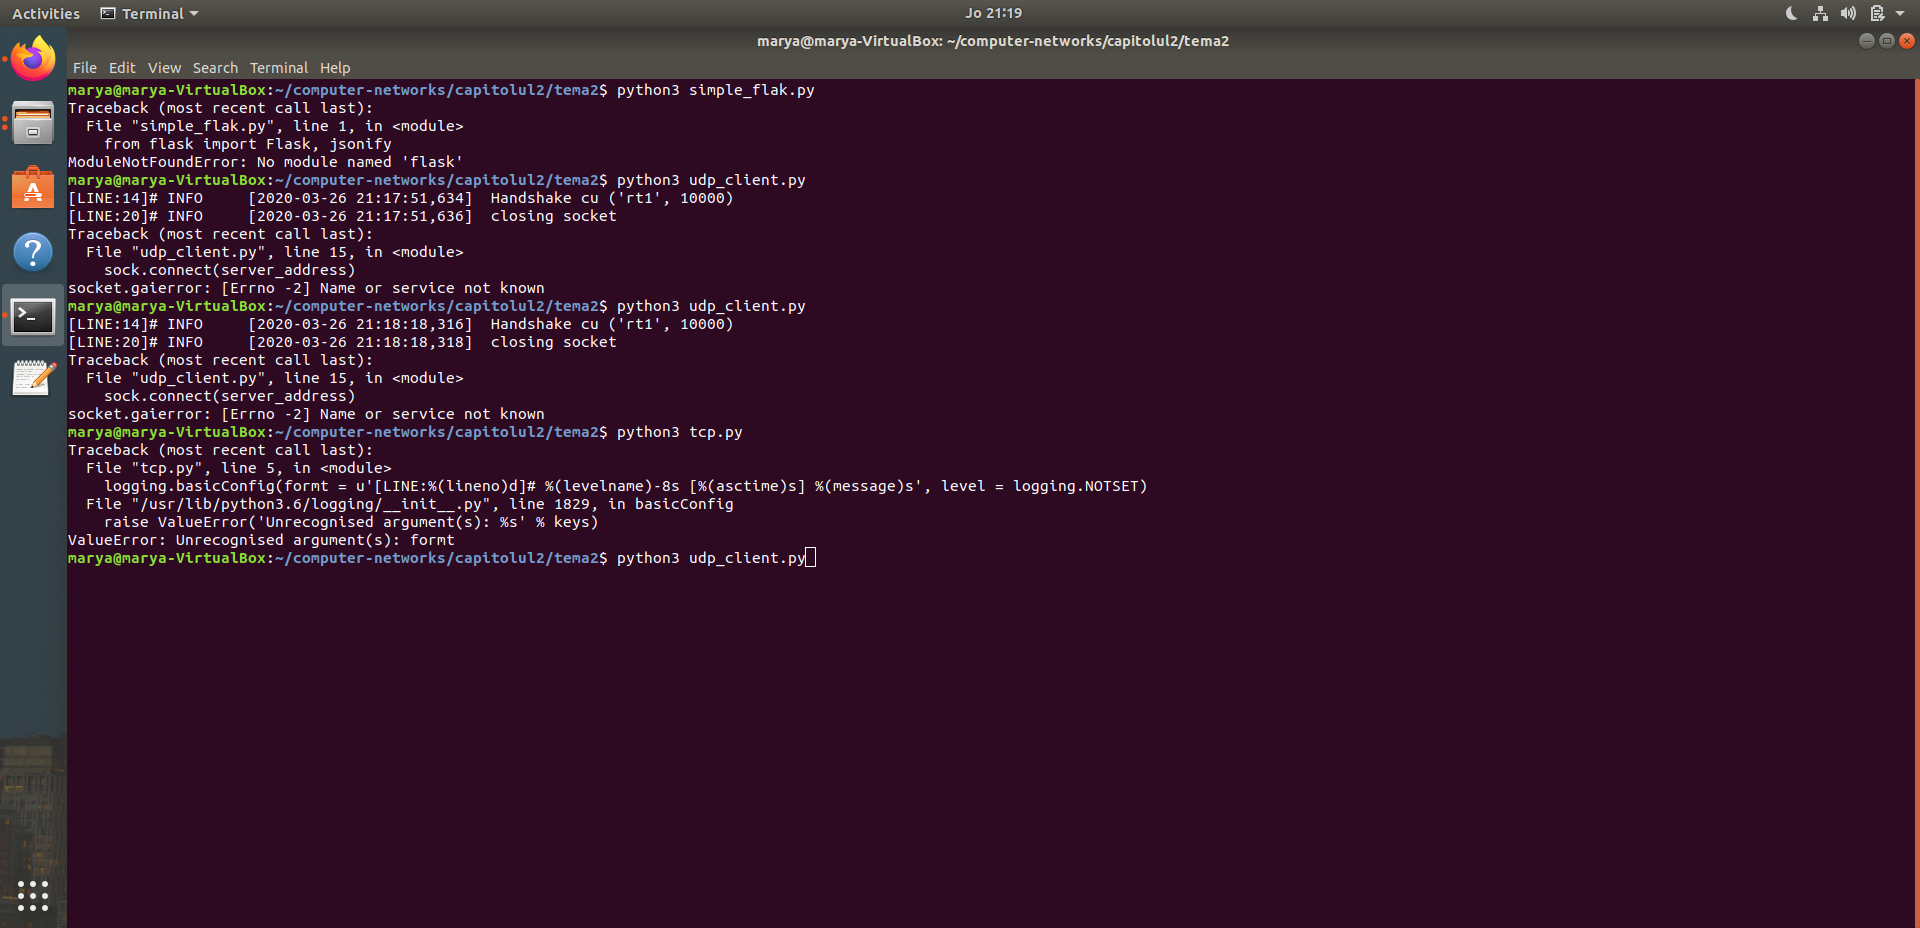 Activities Terminal Jo 21:19
marya@marya-VirtualBox: ~/computer-networks/capitolul2/tema2
File Edit View Search Terminal Help
marya@marya-VirtualBox:~/computer-networks/capitolul2/tema2$ python3 simple_flak.py
Traceback (most recent call last):
  File "simple_flak.py", line 1, in <module>
    from flask import Flask, jsonify
ModuleNotFoundError: No module named 'flask'
marya@marya-VirtualBox:~/computer-networks/capitolul2/tema2$ python3 udp_client.py
[LINE:14]# INFO     [2020-03-26 21:17:51,634]  Handshake cu ('rt1', 10000)
[LINE:20]# INFO     [2020-03-26 21:17:51,636]  closing socket
Traceback (most recent call last):
  File "udp_client.py", line 15, in <module>
    sock.connect(server_address)
socket.gaierror: [Errno -2] Name or service not known
marya@marya-VirtualBox:~/computer-networks/capitolul2/tema2$ python3 udp_client.py
[LINE:14]# INFO     [2020-03-26 21:18:18,316]  Handshake cu ('rt1', 10000)
[LINE:20]# INFO     [2020-03-26 21:18:18,318]  closing socket
Traceback (most recent call last):
  File "udp_client.py", line 15, in <module>
    sock.connect(server_address)
socket.gaierror: [Errno -2] Name or service not known
marya@marya-VirtualBox:~/computer-networks/capitolul2/tema2$ python3 tcp.py
Traceback (most recent call last):
  File "tcp.py", line 5, in <module>
    logging.basicConfig(formt = u'[LINE:%(lineno)d]# %(levelname)-8s [%(asctime)s] %(message)s', level = logging.NOTSET)
  File "/usr/lib/python3.6/logging/__init__.py", line 1829, in basicConfig
    raise ValueError('Unrecognised argument(s): %s' % keys)
ValueError: Unrecognised argument(s): formt
marya@marya-VirtualBox:~/computer-networks/capitolul2/tema2$ python3 udp_client.py